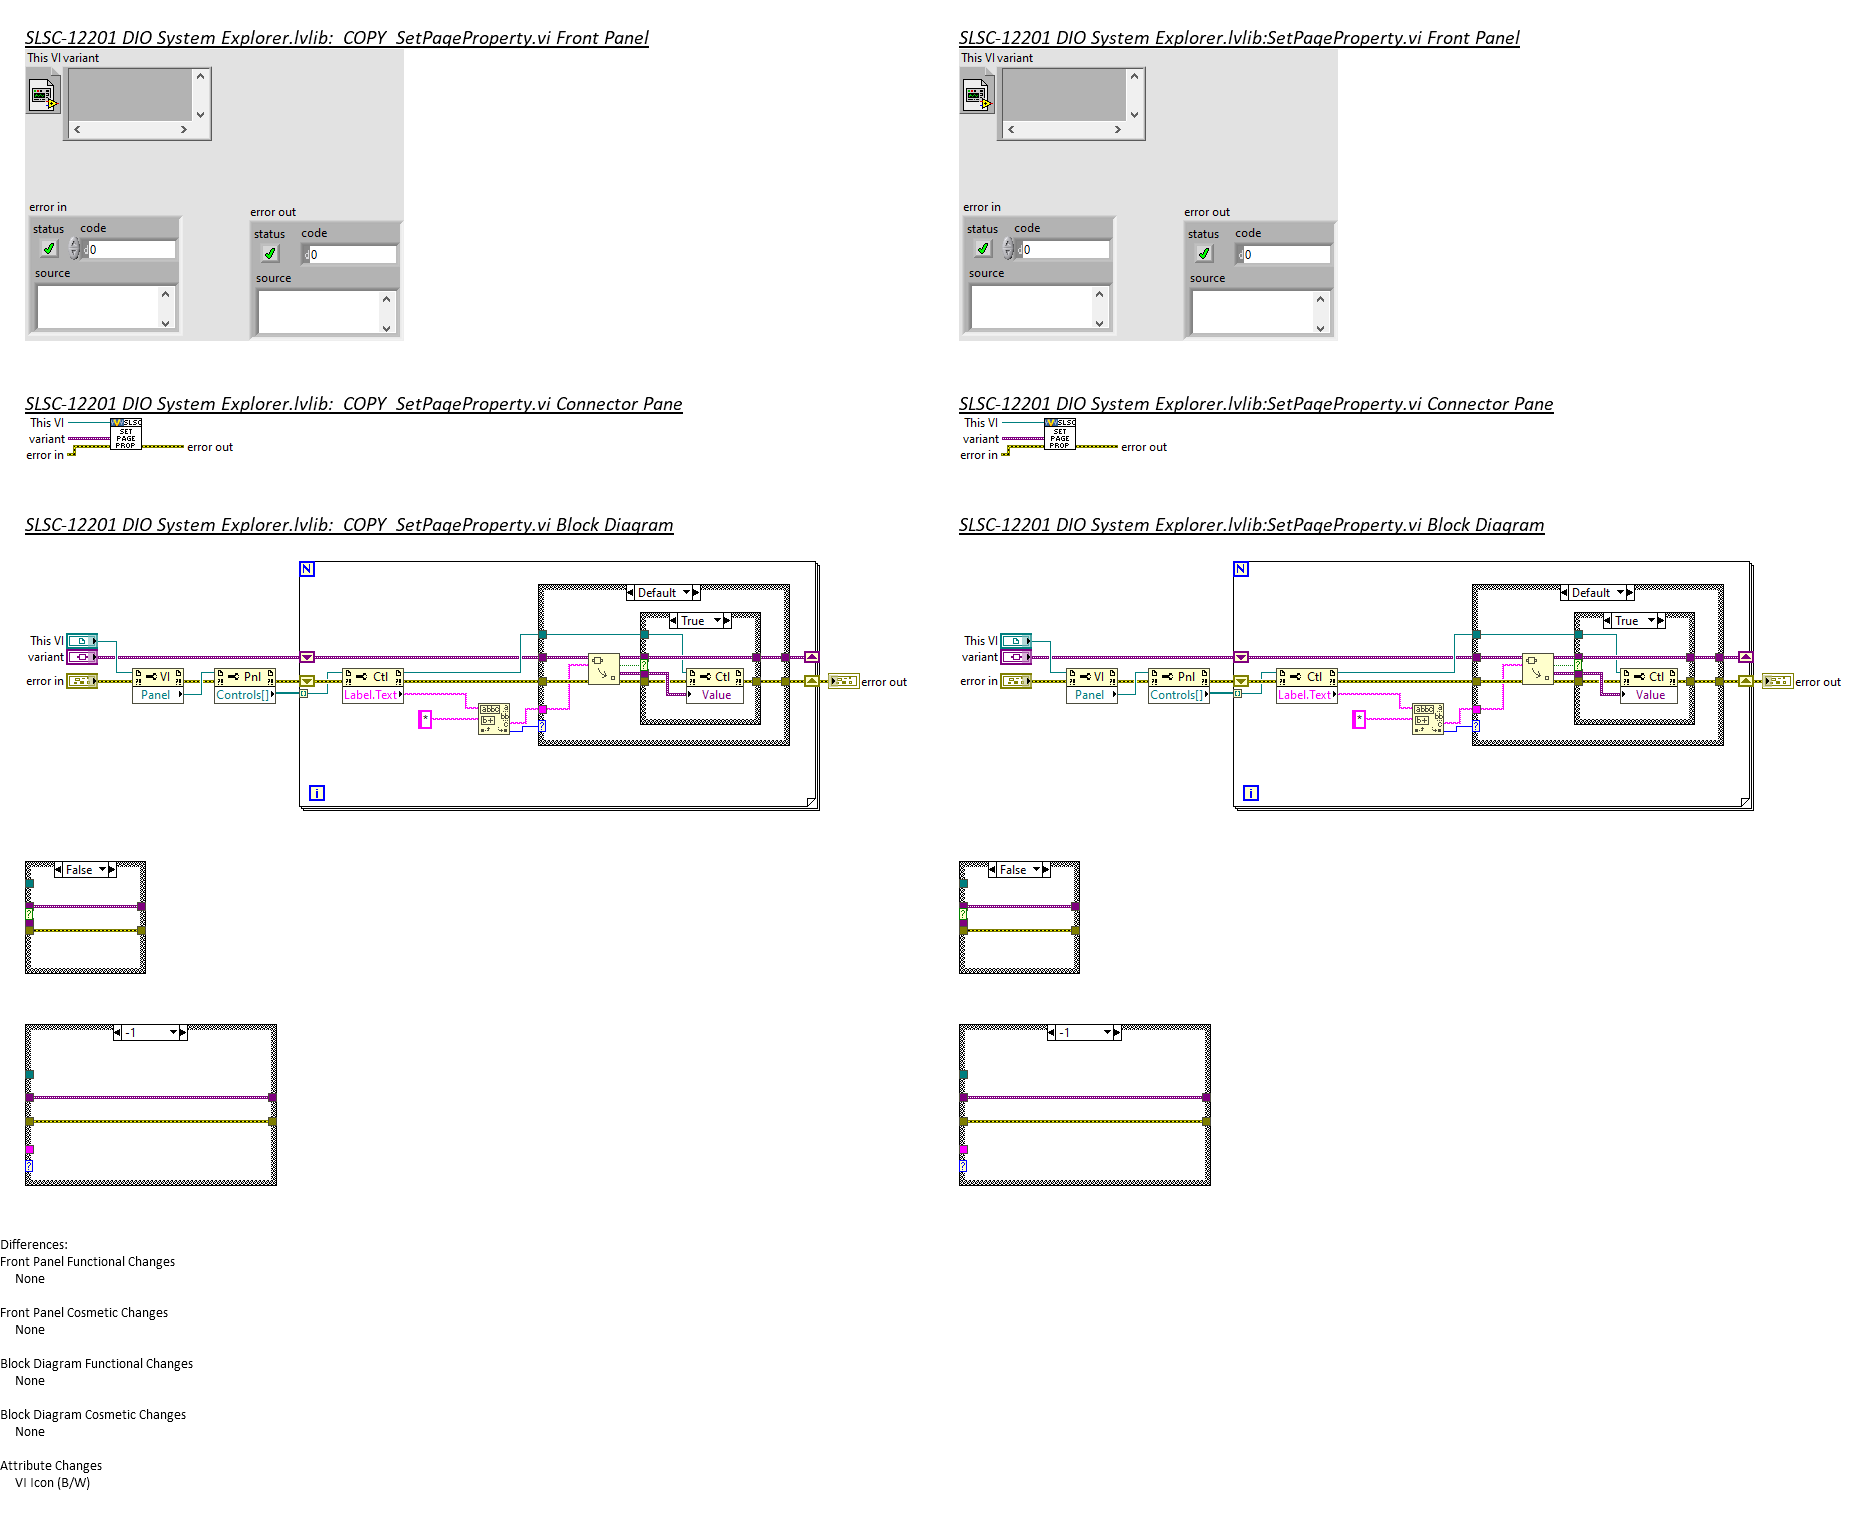 SLSC-12201 DIO System Explorer.lvlib:_COPY_SetPageProperty.vi Front Panel
This VI variant
error in
status code
0
source
error out
status code
0
source
SLSC-12201 DIO System Explorer.lvlib:SetPageProperty.vi Front Panel
This VI variant
error in
status code
0
source
error out
status code
0
source
SLSC-12201 DIO System Explorer.lvlib:_COPY_SetPageProperty.vi Connector Pane
This VI
variant
error in
SLSC
SET
PAGE
PROP
error out
SLSC-12201 DIO System Explorer.lvlib:SetPageProperty.vi Connector Pane
This VI
variant
error in
SLSC
SET
PAGE
PROP
error out
SLSC-12201 DIO System Explorer.lvlib:_COPY_SetPageProperty.vi Block Diagram
N
Default
True
This VI
variant
error in
VI
Panel
Pnl
Controls[]
Ctl
Label.Text
*
Ctl
Value
error out
i
SLSC-12201 DIO System Explorer.lvlib:SetPageProperty.vi Block Diagram
N
Default
True
This VI
variant
error in
VI
Panel
Pnl
Controls[]
Ctl
Label.Text
*
Ctl
Value
error out
i
False
?
False
?
-1
?
-1
?
Differences:
Front Panel Functional Changes
None
Front Panel Cosmetic Changes
None
Block Diagram Functional Changes
None
Block Diagram Cosmetic Changes
None
Attribute Changes
VI Icon (B/W)